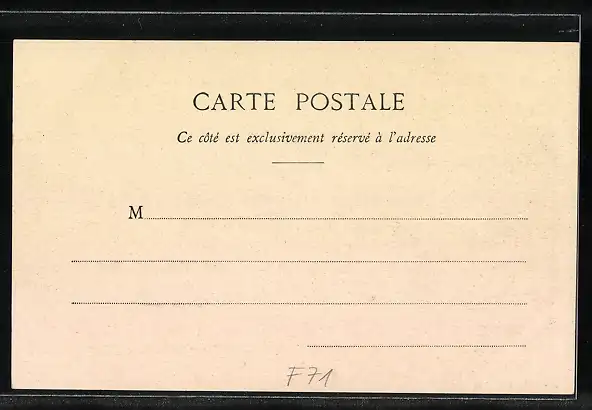 CARTE POSTALE
Ce côté est exclusivement réservé à l'adresse
M
F71